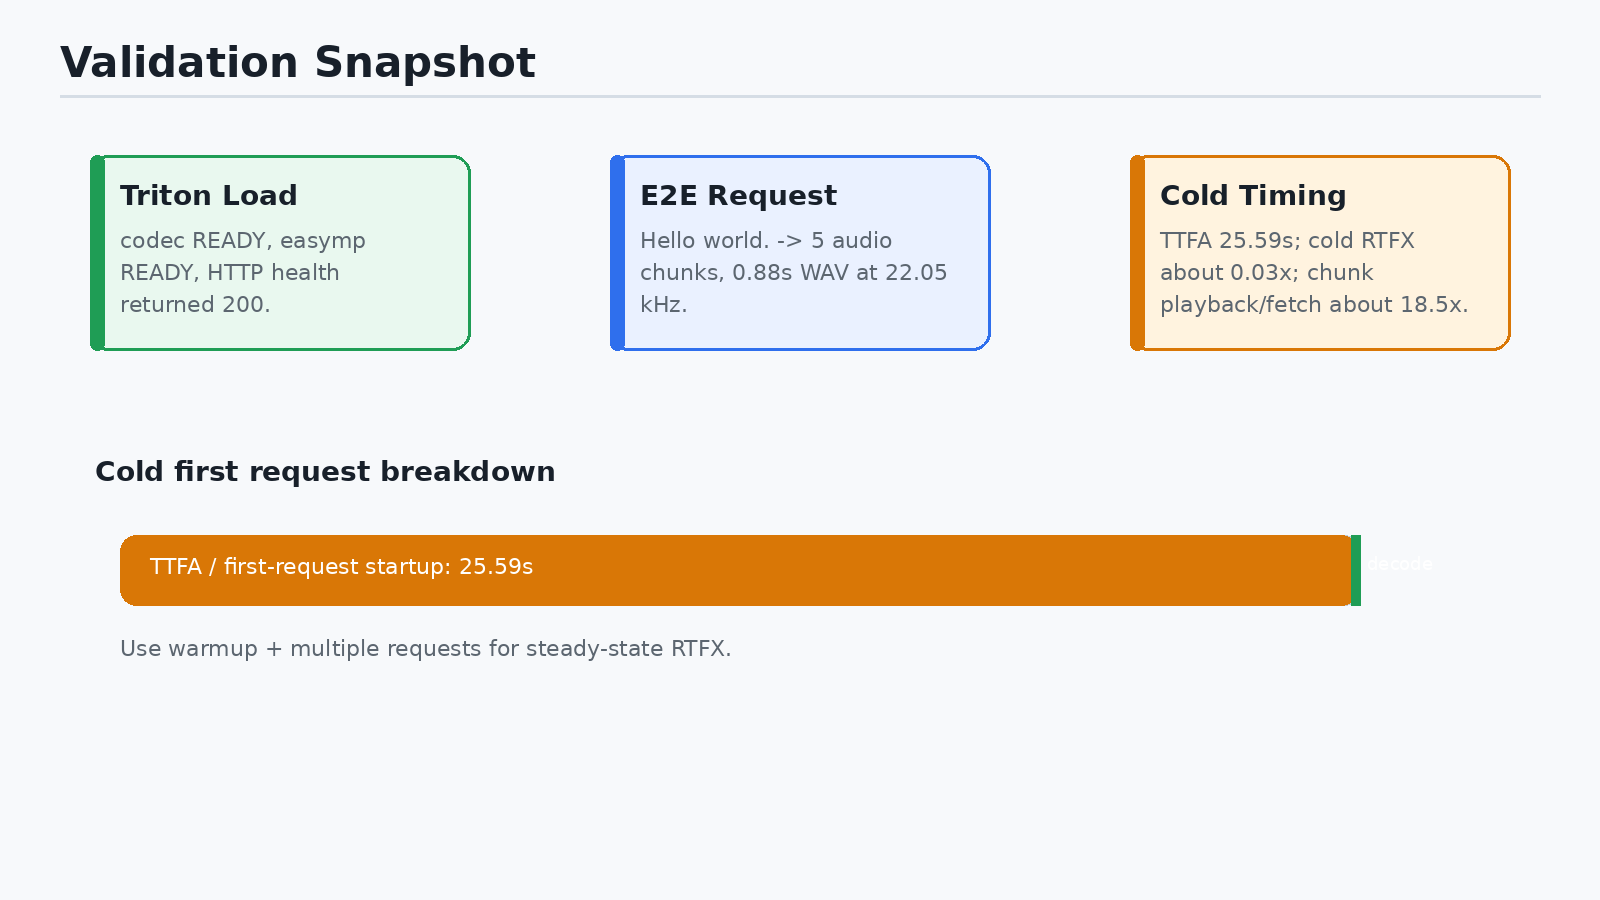 Validation Snapshot
Triton Load
codec READY, easymp
READY, HTTP health
returned 200.
E2E Request
Hello world. -> 5 audio
chunks, 0.88s WAV at 22.05
kHz.
Cold Timing
TTFA 25.59s; cold RTFX
about 0.03x; chunk
playback/fetch about 18.5x.
Cold first request breakdown
TTFA / first-request startup: 25.59s
decode
Use warmup + multiple requests for steady-state RTFX.